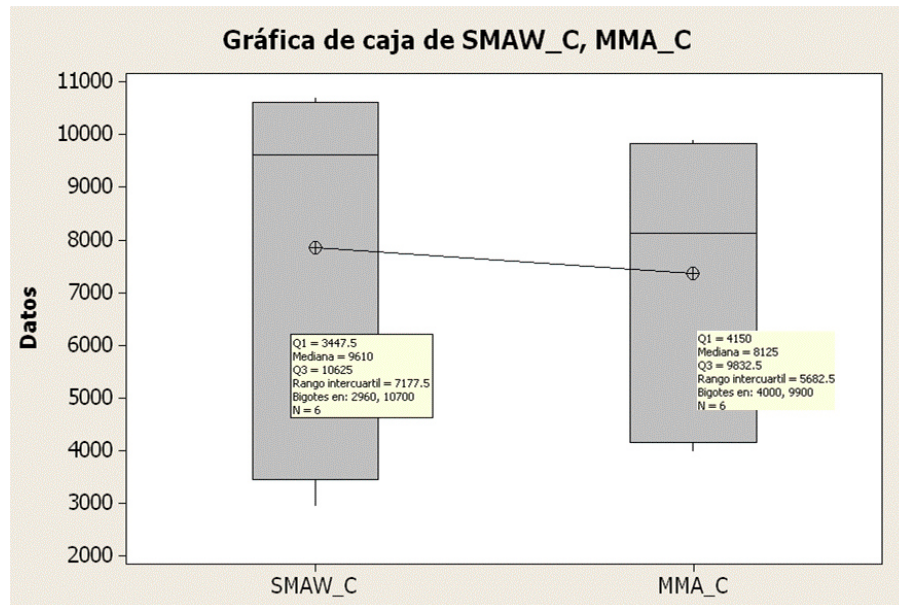 Gráfica de caja de SMAW_C, MMA_C
11000
10000
9000
8000
7000
6000
5000
4000
3000
2000
Datos
Q1 = 3447.5
Mediana = 9610
Q3 = 10625
Rango intercuartil = 7177.5
Bigotes en: 2960, 10700
N = 6
Q1 = 4150
Mediana = 8125
Q3 = 9832.5
Rango intercuartil = 5682.5
Bigotes en: 4000, 9900
N = 6
SMAW_C
MMA_C